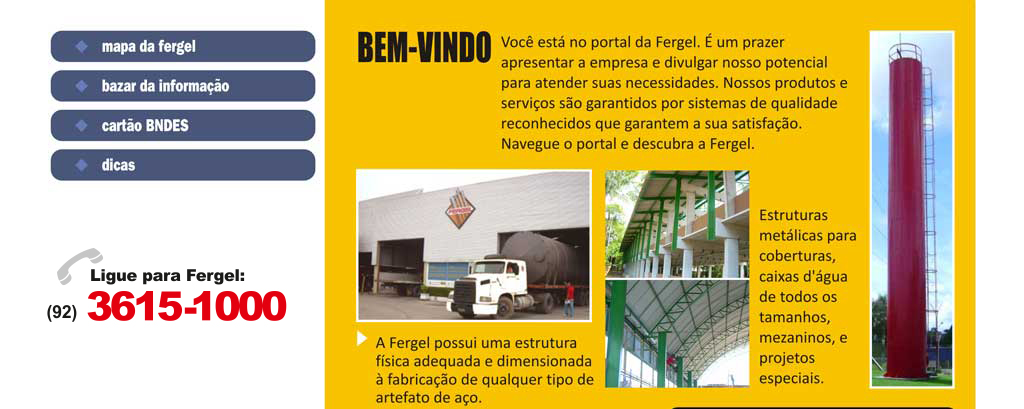 mapa da fergel
bazar da informação
cartão BNDES
dicas
Ligue para Fergel:
(92) 3615-1000
BEM-VINDO
Você está no portal da Fergel. É um prazer
apresentar a empresa e divulgar nosso potencial
para atender suas necessidades. Nossos produtos e
serviços são garantidos por sistemas de qualidade
reconhecidos que garantem a sua satisfação.
Navegue o portal e descubra a Fergel.
FERGEL
A Fergel possui uma estrutura
física adequada e dimensionada
à fabricação de qualquer tipo de
artefato de aço.
Estruturas
metálicas para
coberturas,
caixas d'água
de todos os
tamanhos,
mezaninos, e
projetos
especiais.